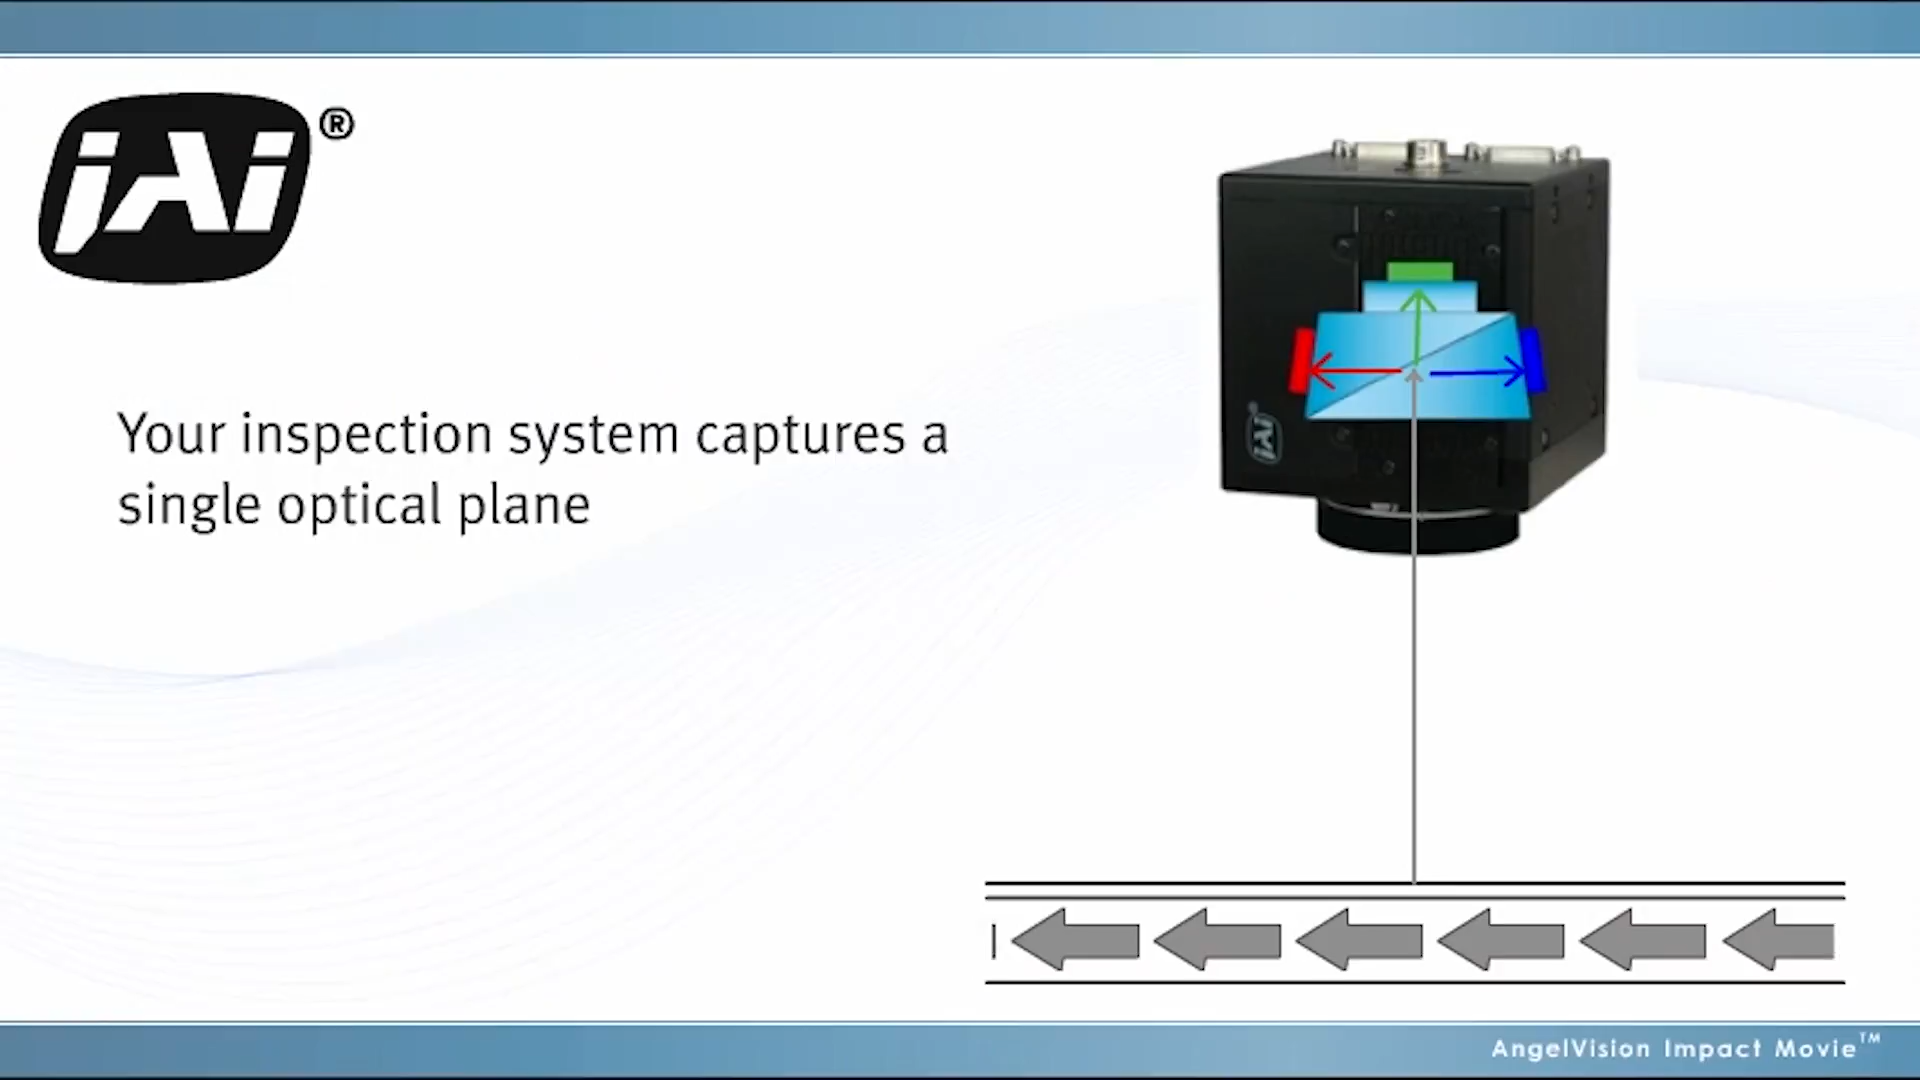 jAi®
Your inspection system captures a
single optical plane
jAi
AngelVision Impact Movie™